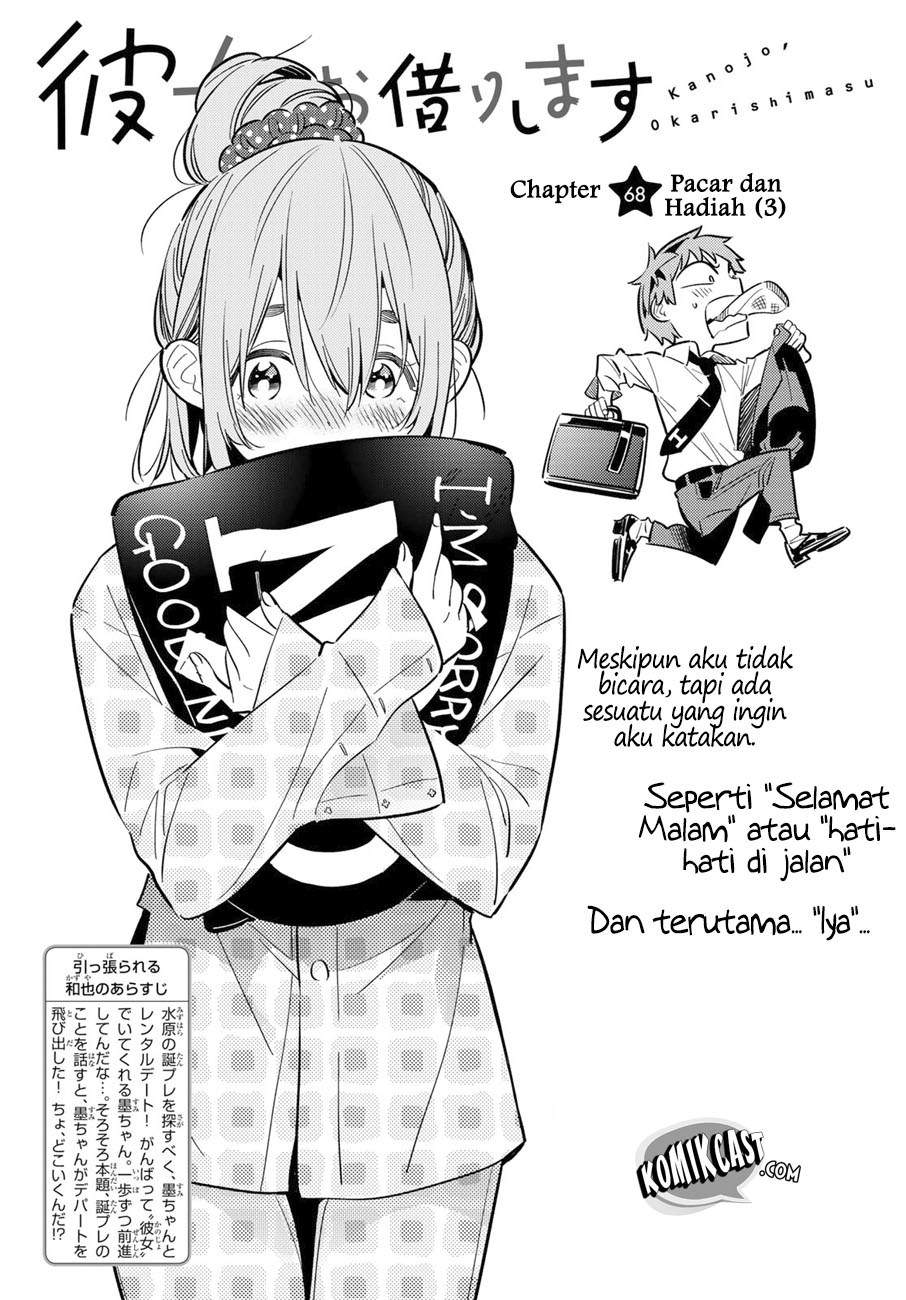 彼女お借りします
Kanojo,
Okarishimasu
Chapter 68 Pacar dan
Hadiah (3)
H
I'M SORRY
GOOD NI
Meskipun aku tidak
bicara, tapi ada
sesuatu yang ingin
aku katakan.
Seperti "Selamat
Malam" atau "hati-
hati di jalan"
Dan terutama... "Iya"...
引っ張られる
和也のあらすじ
水原の誕プレを探すべく、墨ちゃんと
レンタルデート！ がんばって“彼女”
でいてくれる墨ちゃん。一歩ずつ前進
してんだな…。そろそろ本題、誕プレの
ことを話すと、墨ちゃんがデパートを
飛び出した！ ちょ、どこいくんだ!?
KOMIKCAST.COM